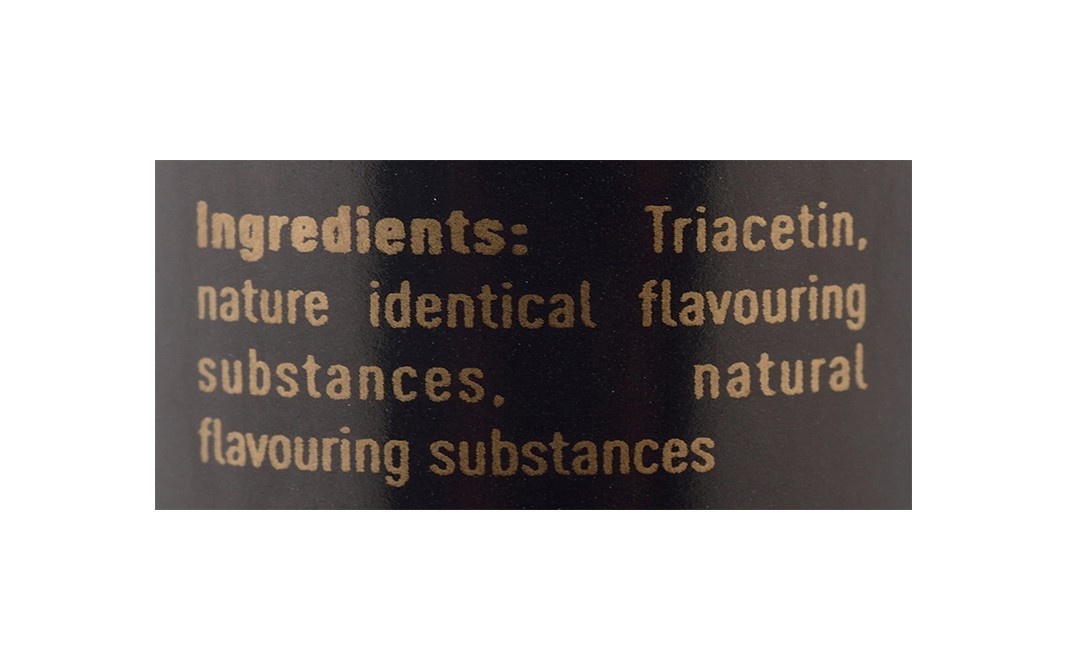 Ingredients: Triacetin,
nature identical flavouring
substances, natural
flavouring substances